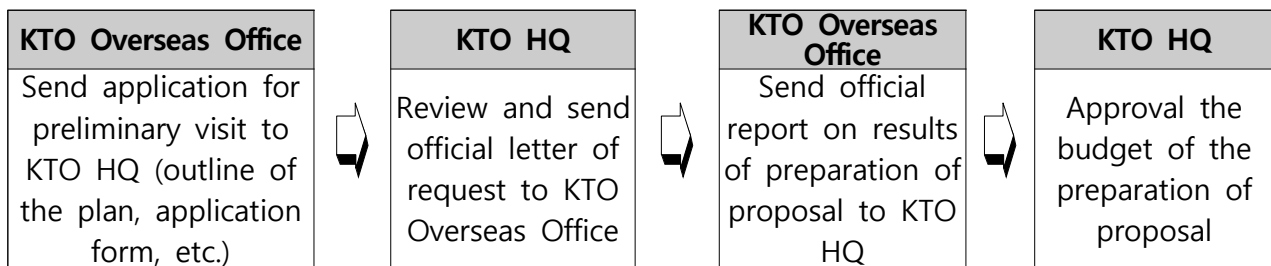 KTO Overseas Office
Send application for
preliminary visit to
KTO HQ (outline of
the plan, application
form, etc.)
KTO HQ
Review and send
official letter of
request to KTO
Overseas Office
KTO Overseas
Office
Send official
report on results
of preparation of
proposal to KTO
HQ
KTO HQ
Approval the
budget of the
preparation of
proposal